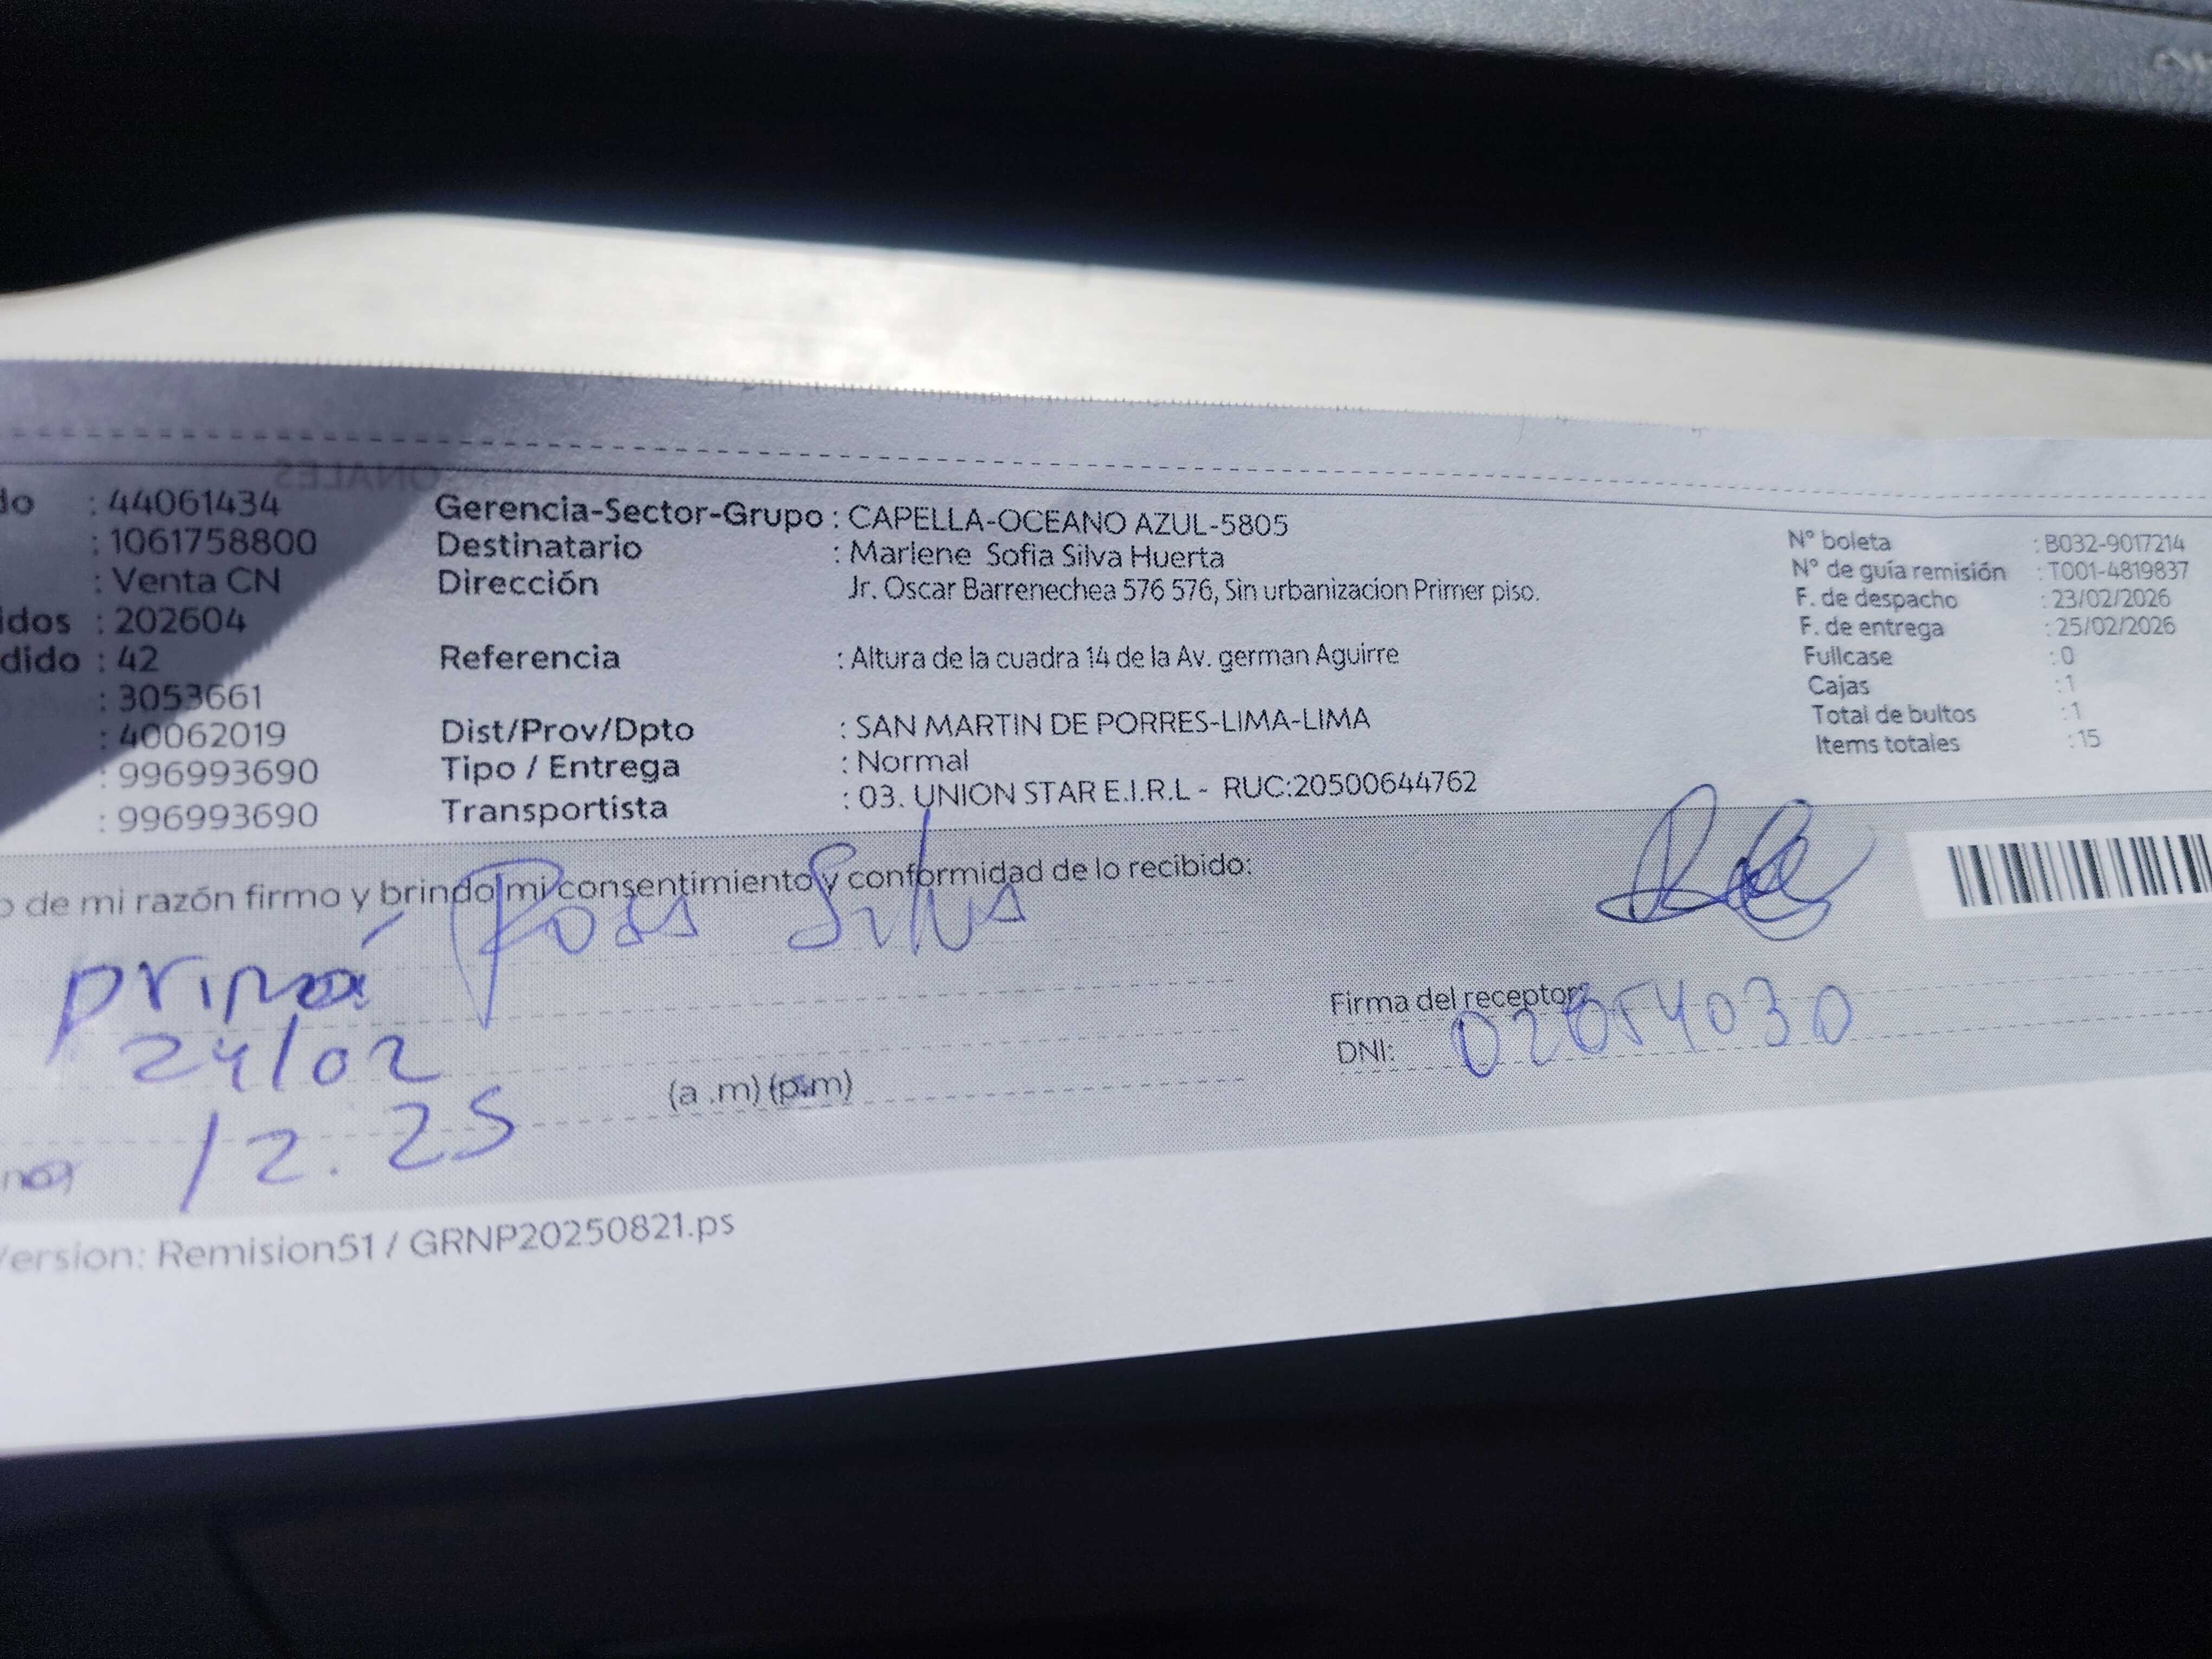 do : 44061434
: 1061758800
: Venta CN
idos : 202604
dido : 42
: 3053661
: 40062019
: 996993690
: 996993690
Gerencia-Sector-Grupo : CAPELLA-OCEANO AZUL-5805
Destinatario : Marlene Sofia Silva Huerta
Dirección Jr. Oscar Barrenechea 576 576, Sin urbanizacion Primer piso.
Referencia : Altura de la cuadra 14 de la Av. german Aguirre
Dist/Prov/Dpto : SAN MARTIN DE PORRES-LIMA-LIMA
Tipo / Entrega : Normal
Transportista : 03. UNION STAR E.I.R.L - RUC:20500644762
N° boleta : B032-9017214
N° de guía remisión : T001-4819837
F. de despacho : 23/02/2026
F. de entrega : 25/02/2026
Fullcase : 0
Cajas : 1
Total de bultos : 1
Items totales : 15
o de mi razón firmo y brindo mi consentimiento y conformidad de lo recibido:
Rosa Silva
24/02
12.25
(a .m) (p.m)
Firma del receptor:
DNI:
Version: Remision51 / GRNP20250821.ps